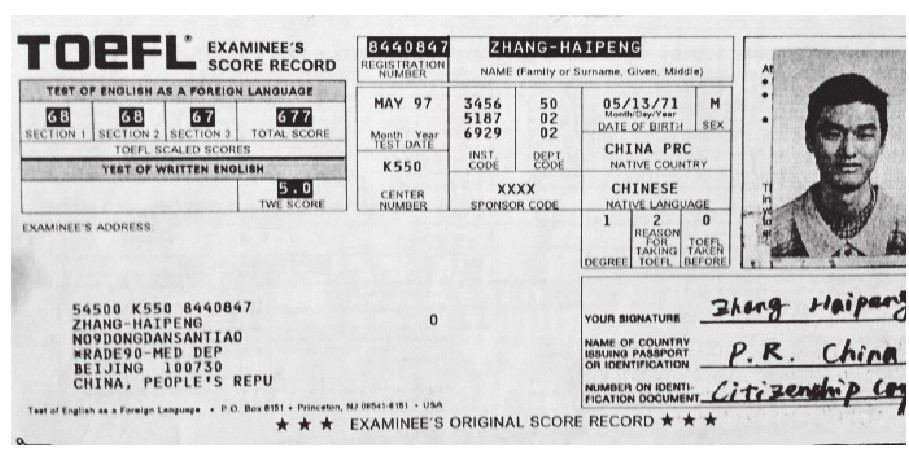 TOEFL® EXAMINEE'S SCORE RECORD
8440847
REGISTRATION NUMBER
ZHANG-HAIPENG
NAME (Family or Surname, Given, Middle)
TEST OF ENGLISH AS A FOREIGN LANGUAGE
68 68 67 677
SECTION 1 SECTION 2 SECTION 3 TOTAL SCORE
TOEFL SCALED SCORES
TEST OF WRITTEN ENGLISH
5.0
TWE SCORE
MAY 97
Month Year
TEST DATE
K550
CENTER NUMBER
3456 50
5187 02
6929 02
INST. CODE DEPT CODE
XXXX
SPONSOR CODE
05/13/71 M
Month/Day/Year
DATE OF BIRTH SEX
CHINA PRC
NATIVE COUNTRY
CHINESE
NATIVE LANGUAGE
1 2 0
DEGREE REASON FOR TAKING TOEFL TOEFL TAKEN BEFORE
EXAMINEE'S ADDRESS
54500 K550 8440847
ZHANG-HAIPENG
NO9DONGDANSANTIAO
*RADE90-MED DEP
BEIJING 100730
CHINA, PEOPLE'S REPU
0
YOUR SIGNATURE Zhang Haipeng
NAME OF COUNTRY ISSUING PASSPORT OR IDENTIFICATION P.R. China
NUMBER ON IDENTIFICATION DOCUMENT Citizenship
Test of English as a Foreign Language • P.O. Box 6151 • Princeton, NJ 08541-6151 • USA
★ ★ ★ EXAMINEE'S ORIGINAL SCORE RECORD ★ ★ ★